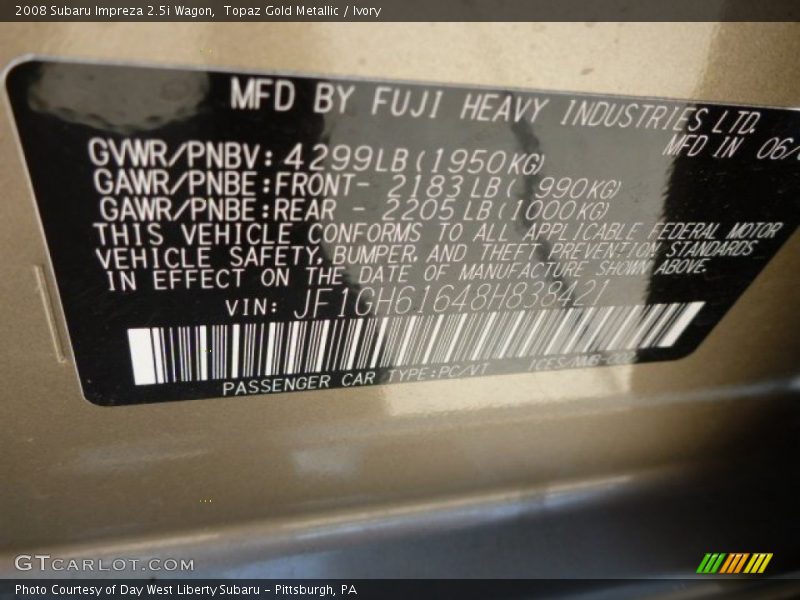 2008 Subaru Impreza 2.5i Wagon,  Topaz Gold Metallic / Ivory
MFD BY FUJI HEAVY INDUSTRIES LTD.
MFD IN 06/
GVWR/PNBV: 4299LB(1950KG)
GAWR/PNBE:FRONT- 2183LB( 990KG)
GAWR/PNBE:REAR - 2205LB(1000KG)
THIS VEHICLE CONFORMS TO ALL APPLICABLE FEDERAL MOTOR
VEHICLE SAFETY, BUMPER, AND THEFT PREVENTION STANDARDS
IN EFFECT ON THE DATE OF MANUFACTURE SHOWN ABOVE.
VIN: JF1GH61648H838421
PASSENGER CAR TYPE:PC/VT
GTCARLOT.COM
Photo Courtesy of Day West Liberty Subaru - Pittsburgh, PA